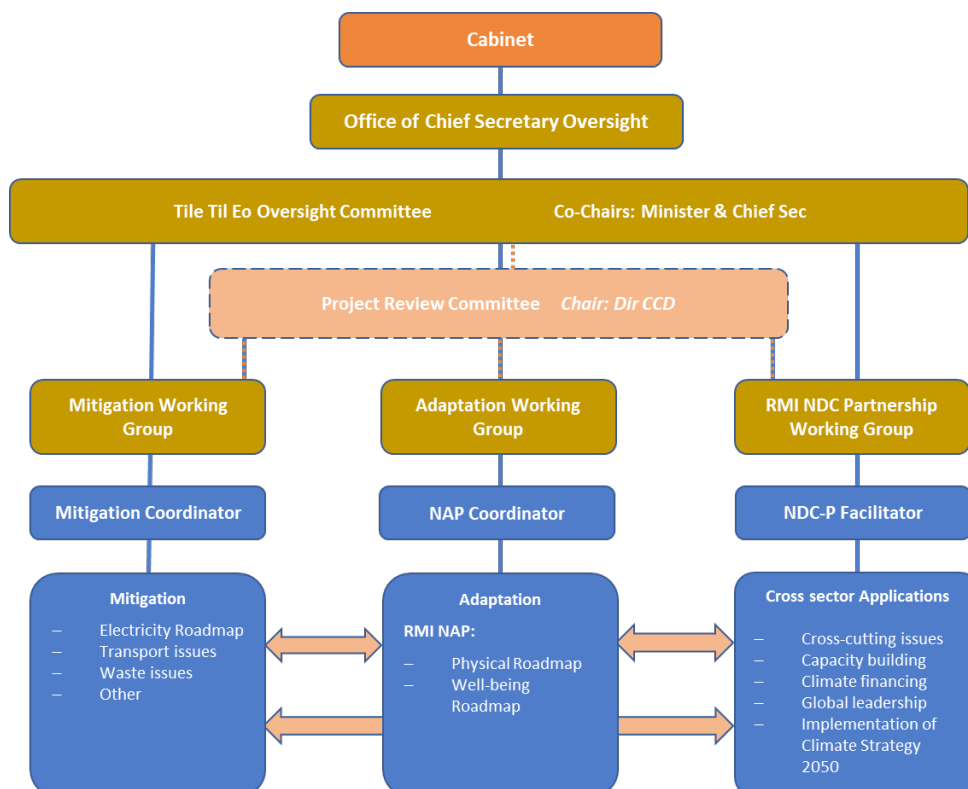 Cabinet
Office of Chief Secretary Oversight
Tile Til Eo Oversight Committee Co-Chairs: Minister & Chief Sec
Project Review Committee Chair: Dir CCD
Mitigation Working
Group
Adaptation Working
Group
RMI NDC Partnership
Working Group
Mitigation Coordinator
NAP Coordinator
NDC-P Facilitator
Mitigation
– Electricity Roadmap
– Transport issues
– Waste issues
– Other
Adaptation
RMI NAP:
– Physical Roadmap
– Well-being
Roadmap
Cross sector Applications
– Cross-cutting issues
– Capacity building
– Climate financing
– Global leadership
– Implementation of
Climate Strategy
2050